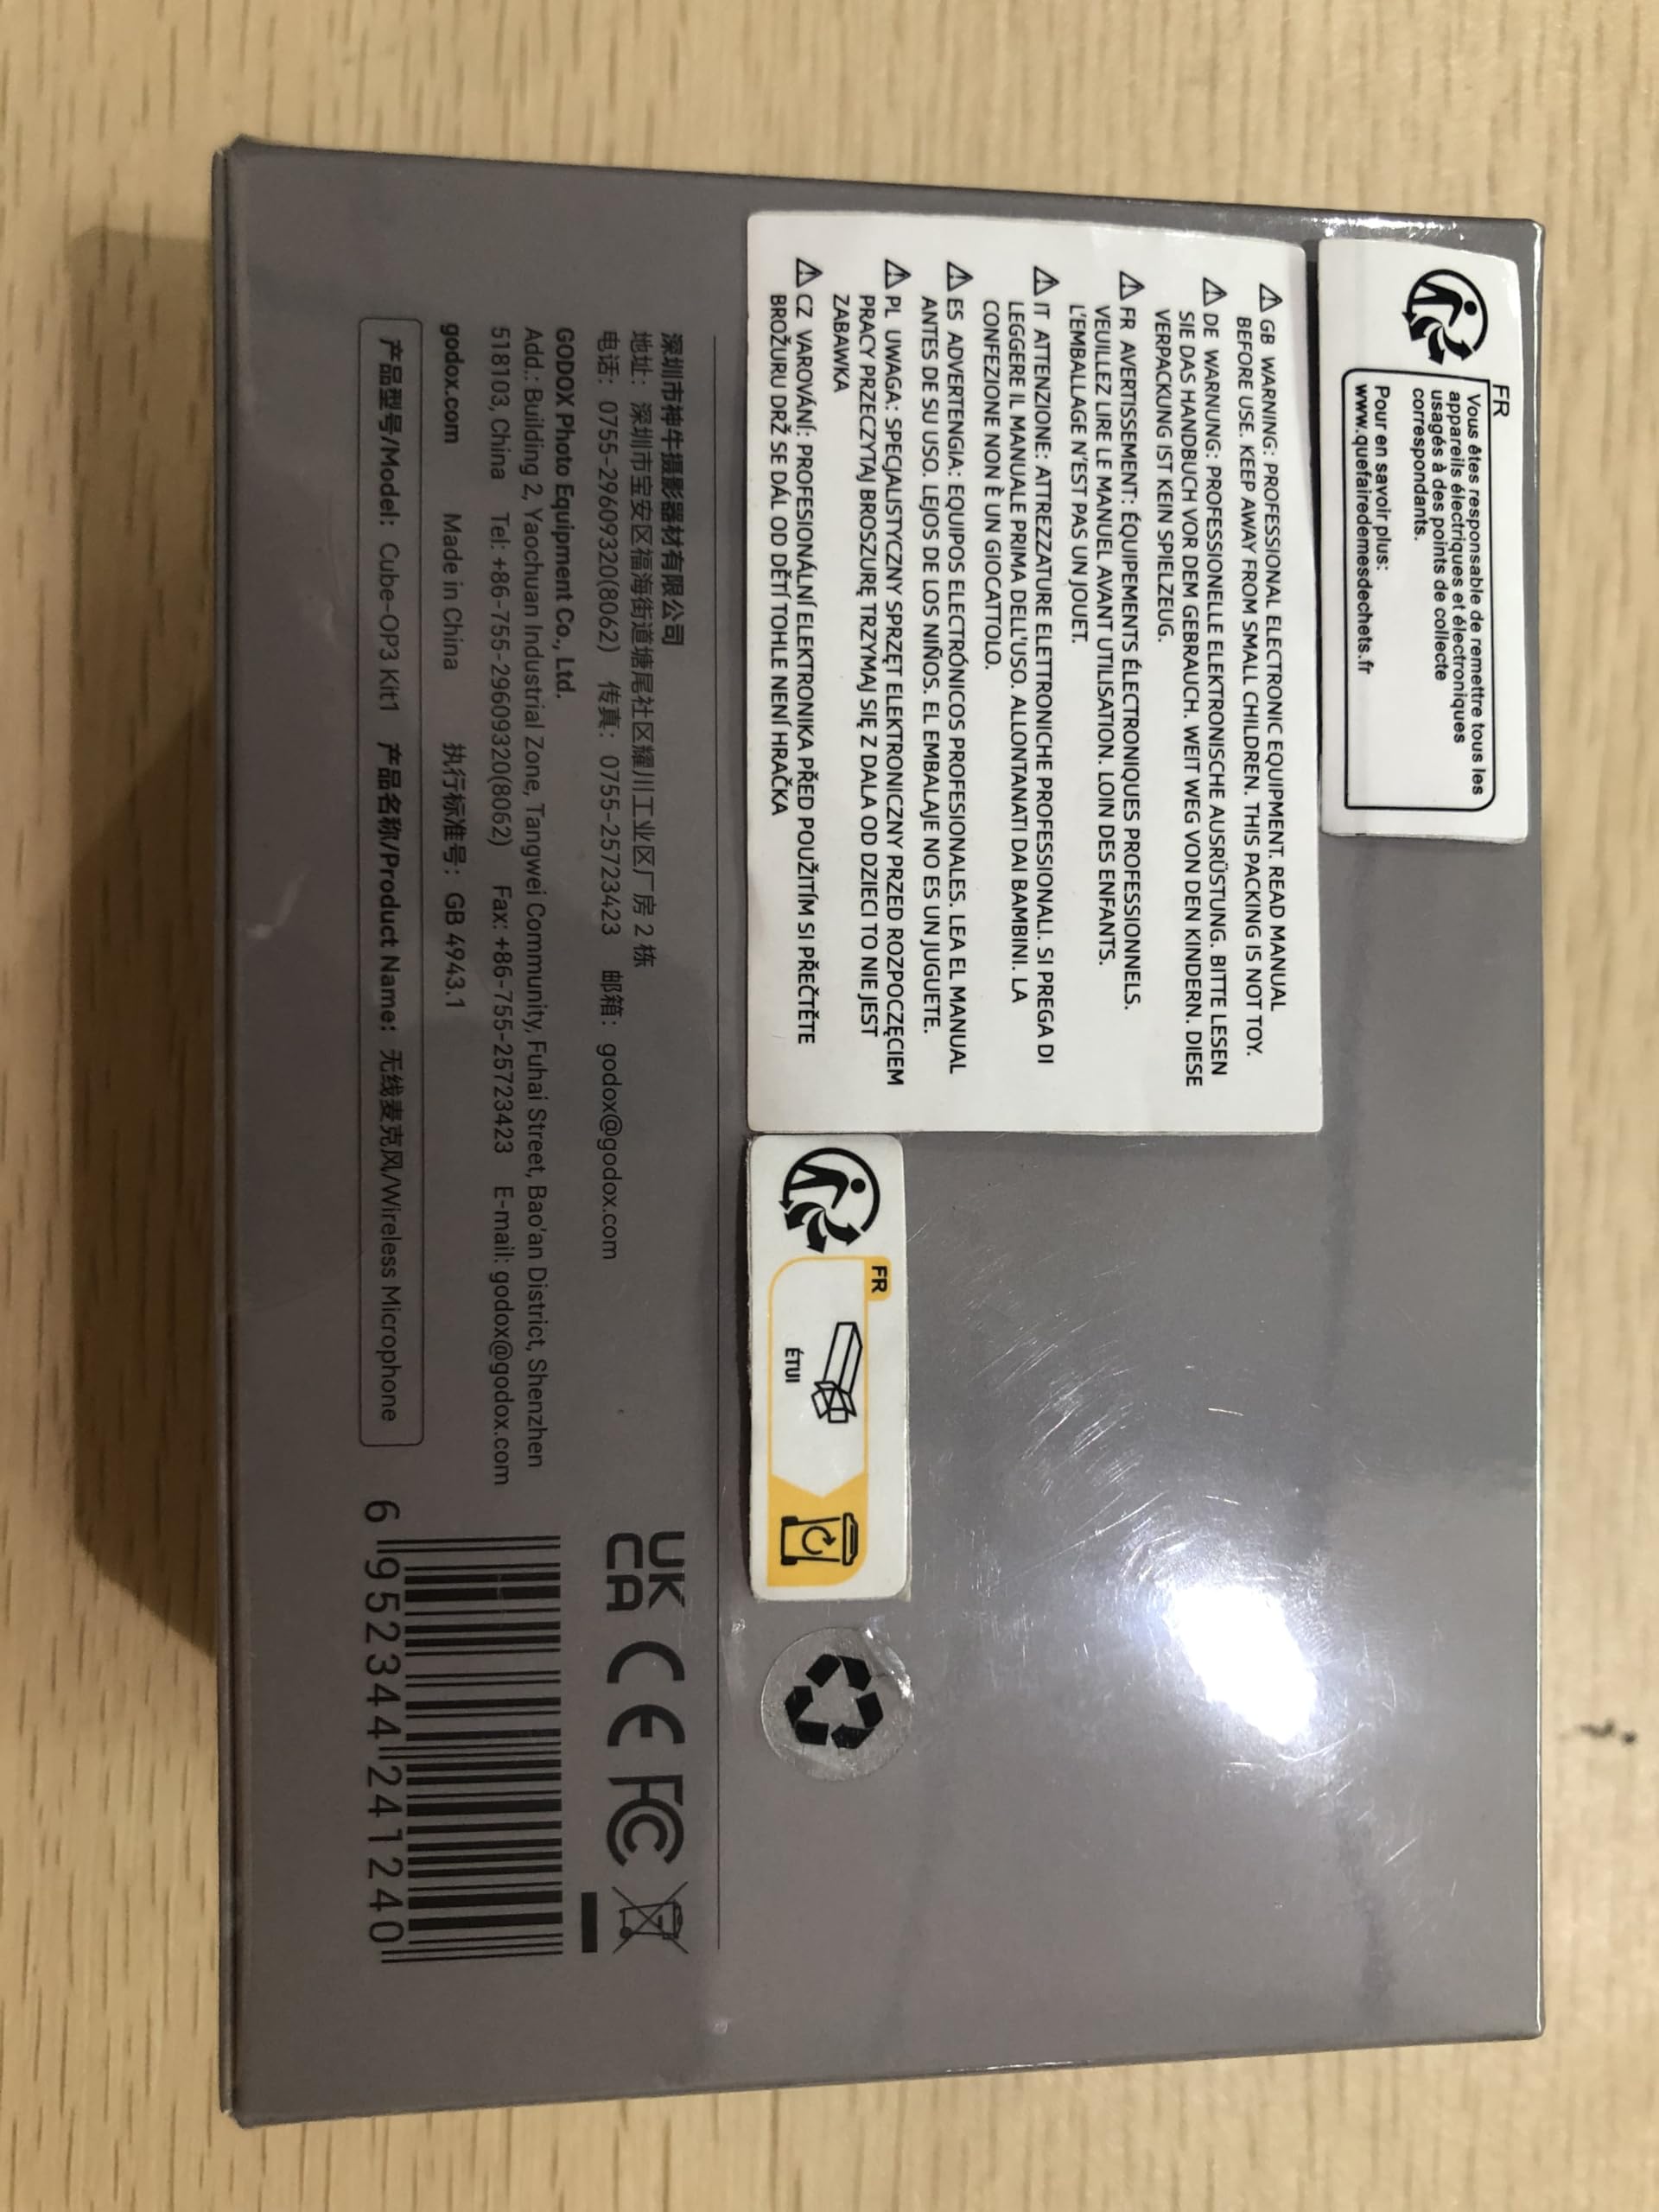 FR
Vous êtes responsable de remettre tous les
appareils électriques et électroniques
usagés à des points de collecte
correspondants.
Pour en savoir plus:
www.quefairedemesdechets.fr
GB WARNING: PROFESSIONAL ELECTRONIC EQUIPMENT. READ MANUAL
BEFORE USE. KEEP AWAY FROM SMALL CHILDREN. THIS PACKING IS NOT TOY.
DE WARNUNG: PROFESSIONELLE ELEKTRONISCHE AUSRÜSTUNG. BITTE LESEN
SIE DAS HANDBUCH VOR DEM GEBRAUCH. WEIT WEG VON DEN KINDERN. DIESE
VERPACKUNG IST KEIN SPIELZEUG.
FR AVERTISSEMENT: ÉQUIPEMENTS ÉLECTRONIQUES PROFESSIONNELS.
VEUILLEZ LIRE LE MANUEL AVANT UTILISATION. LOIN DES ENFANTS.
L'EMBALLAGE N'EST PAS UN JOUET.
IT ATTENZIONE: ATTREZZATURE ELETTRONICHE PROFESSIONALI. SI PREGA DI
LEGGERE IL MANUALE PRIMA DELL'USO. ALLONTANATI DAI BAMBINI. LA
CONFEZIONE NON È UN GIOCATTOLO.
ES ADVERTENGIA: EQUIPOS ELECTRÓNICOS PROFESIONALES. LEA EL MANUAL
ANTES DE SU USO. LEJOS DE LOS NIÑOS. EL EMBALAJE NO ES UN JUGUETE.
PL UWAGA: SPECJALISTYCZNY SPRZĘT ELEKTRONICZNY PRZED ROZPOCZĘCIEM
PRACY PRZECZYTAJ BROSZURĘ TRZYMAJ SIĘ Z DALA OD DZIECI TO NIE JEST
ZABAWKA
CZ VAROVÁNÍ: PROFESIONÁLNÍ ELEKTRONIKA PŘED POUŽITÍM SI PŘEČTĚTE
BROŽURU DRŽ SE DÁL OD DĚTÍ TOHLE NENÍ HRAČKA
FR
ÉTUI
深圳市神牛摄影器材有限公司
地址：深圳市宝安区福海街道塘尾社区耀川工业区厂房 2 栋
电话：0755-29609320(8062) 传真：0755-25723423 邮箱：godox@godox.com
GODOX Photo Equipment Co., Ltd.
Add.: Building 2, Yaochuan Industrial Zone, Tangwei Community, Fuhai Street, Bao'an District, Shenzhen
518103, China Tel: +86-755-29609320(8062) Fax: +86-755-25723423 E-mail: godox@godox.com
godox.com Made in China 执行标准号：GB 4943.1
产品型号/Model: Cube-OP3 Kit1 产品名称/Product Name: 无线麦克风/Wireless Microphone
UK
CA CE FC
6 952344 241240